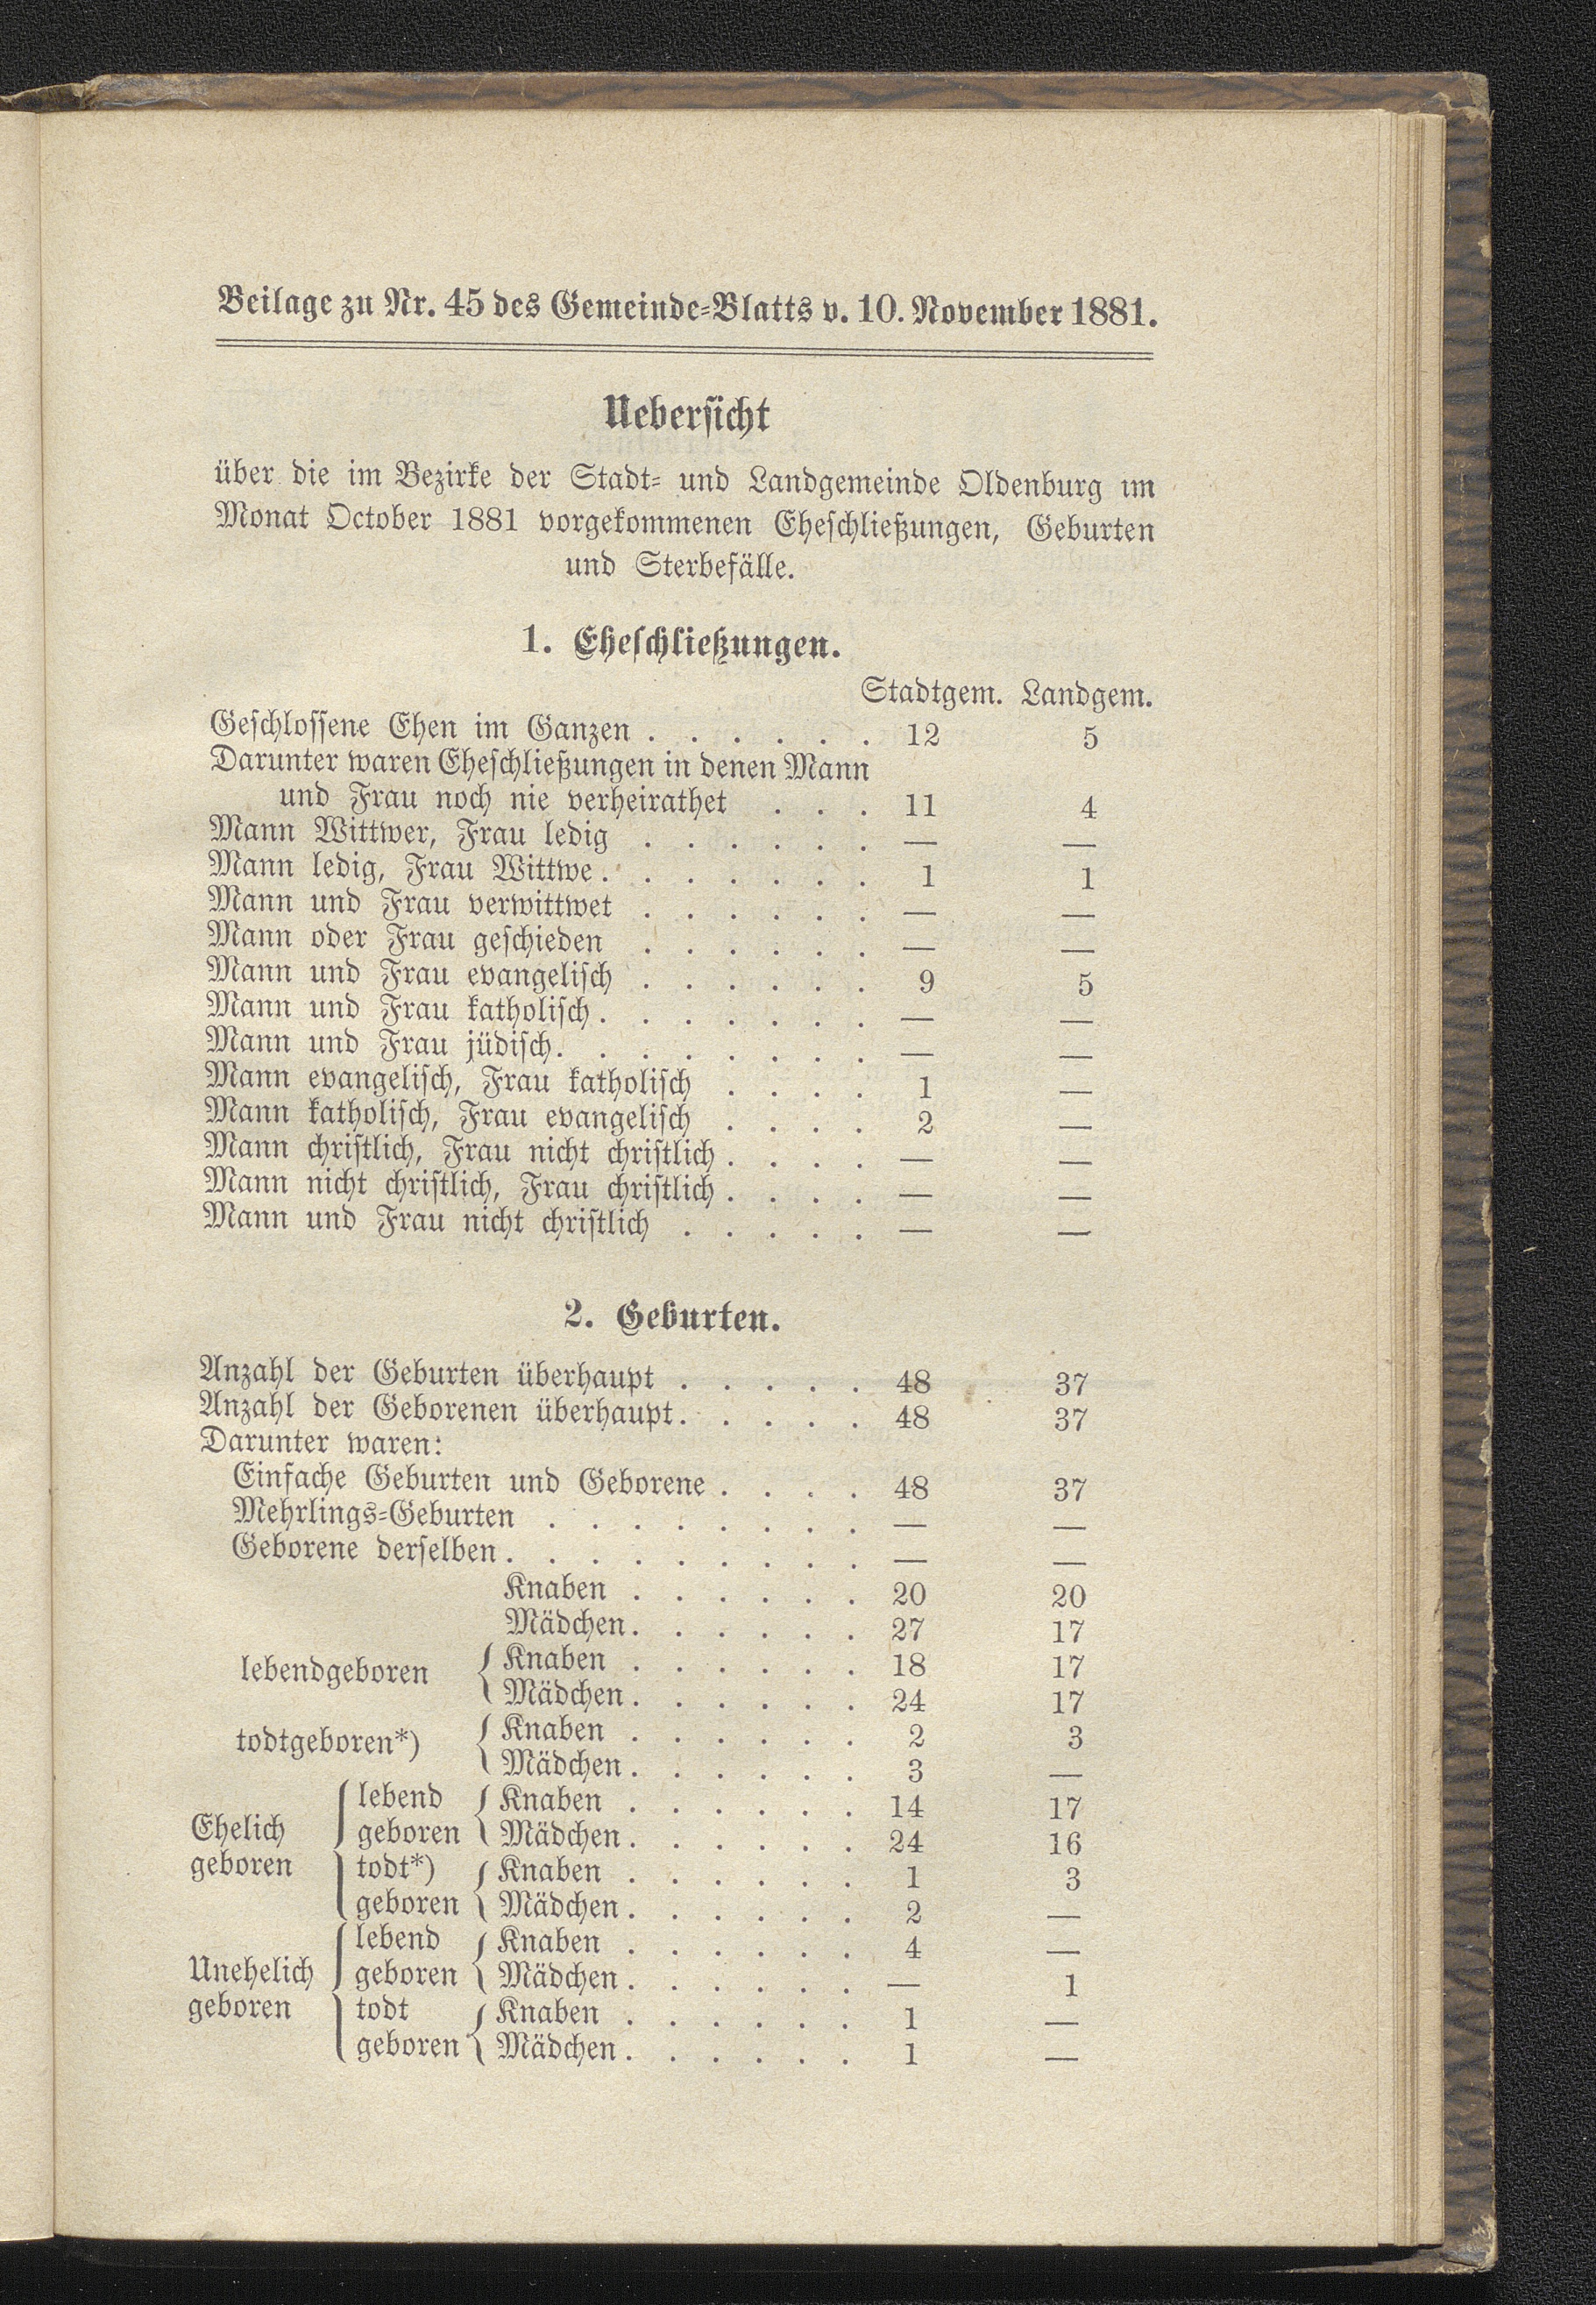 Beilage zu Nr. 45 des Gemeinde-Blatts v. 10. November 1881.
Uebersicht
über die im Bezirke der Stadt- und Landgemeinde Oldenburg im
Monat October 1881 vorgekommenen Eheschließungen, Geburten
und Sterbefälle.
1. Eheschließungen.
Stadtgem. Landgem.
Geschlossene Ehen im Ganzen . . . . . . 12 5
Darunter waren Eheschließungen in denen Mann
und Frau noch nie verheirathet . . . 11 4
Mann Wittwer, Frau ledig . . . . . . — —
Mann ledig, Frau Wittwe . . . . . . . 1 1
Mann und Frau verwittwet . . . . . . — —
Mann oder Frau geschieden . . . . . . — —
Mann und Frau evangelisch . . . . . . 9 5
Mann und Frau katholisch . . . . . . . — —
Mann und Frau jüdisch . . . . . . . . — —
Mann evangelisch, Frau katholisch . . . . 1 —
Mann katholisch, Frau evangelisch . . . . 2 —
Mann christlich, Frau nicht christlich . . . . — —
Mann nicht christlich, Frau christlich . . . . — —
Mann und Frau nicht christlich . . . . . — —
2. Geburten.
Anzahl der Geburten überhaupt . . . . . 48 37
Anzahl der Geborenen überhaupt . . . . . 48 37
Darunter waren:
Einfache Geburten und Geborene . . . . 48 37
Mehrlings-Geburten . . . . . . . . — —
Geborene derselben . . . . . . . . . — —
Knaben . . . . . . 20 20
Mädchen . . . . . . 27 17
lebendgeboren { Knaben . . . . . . 18 17
{ Mädchen . . . . . . 24 17
todtgeboren*) { Knaben . . . . . . 2 3
{ Mädchen . . . . . . 3 —
lebend { Knaben . . . . . . 14 17
Ehelich geboren { Mädchen . . . . . . 24 16
geboren todt*) { Knaben . . . . . . 1 3
geboren { Mädchen . . . . . . 2 —
lebend { Knaben . . . . . . 4 —
Unehelich geboren { Mädchen . . . . . . — 1
geboren todt { Knaben . . . . . . 1 —
geboren { Mädchen . . . . . . 1 —